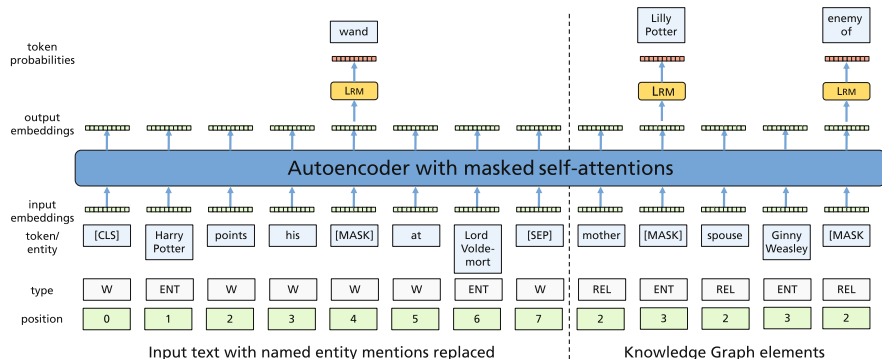 wand
Lilly
Potter
enemy
of
token
probabilities
LRM
LRM
LRM
output
embeddings
Autoencoder with masked self-attentions
input
embeddings
token/
entity
[CLS]
Harry
Potter
points
his
[MASK]
at
Lord
Volde-
mort
[SEP]
mother
[MASK]
spouse
Ginny
Weasley
[MASK
type
W
ENT
W
W
W
W
ENT
W
REL
ENT
REL
ENT
REL
position
0
1
2
3
4
5
6
7
2
3
2
3
2
Input text with named entity mentions replaced
Knowledge Graph elements